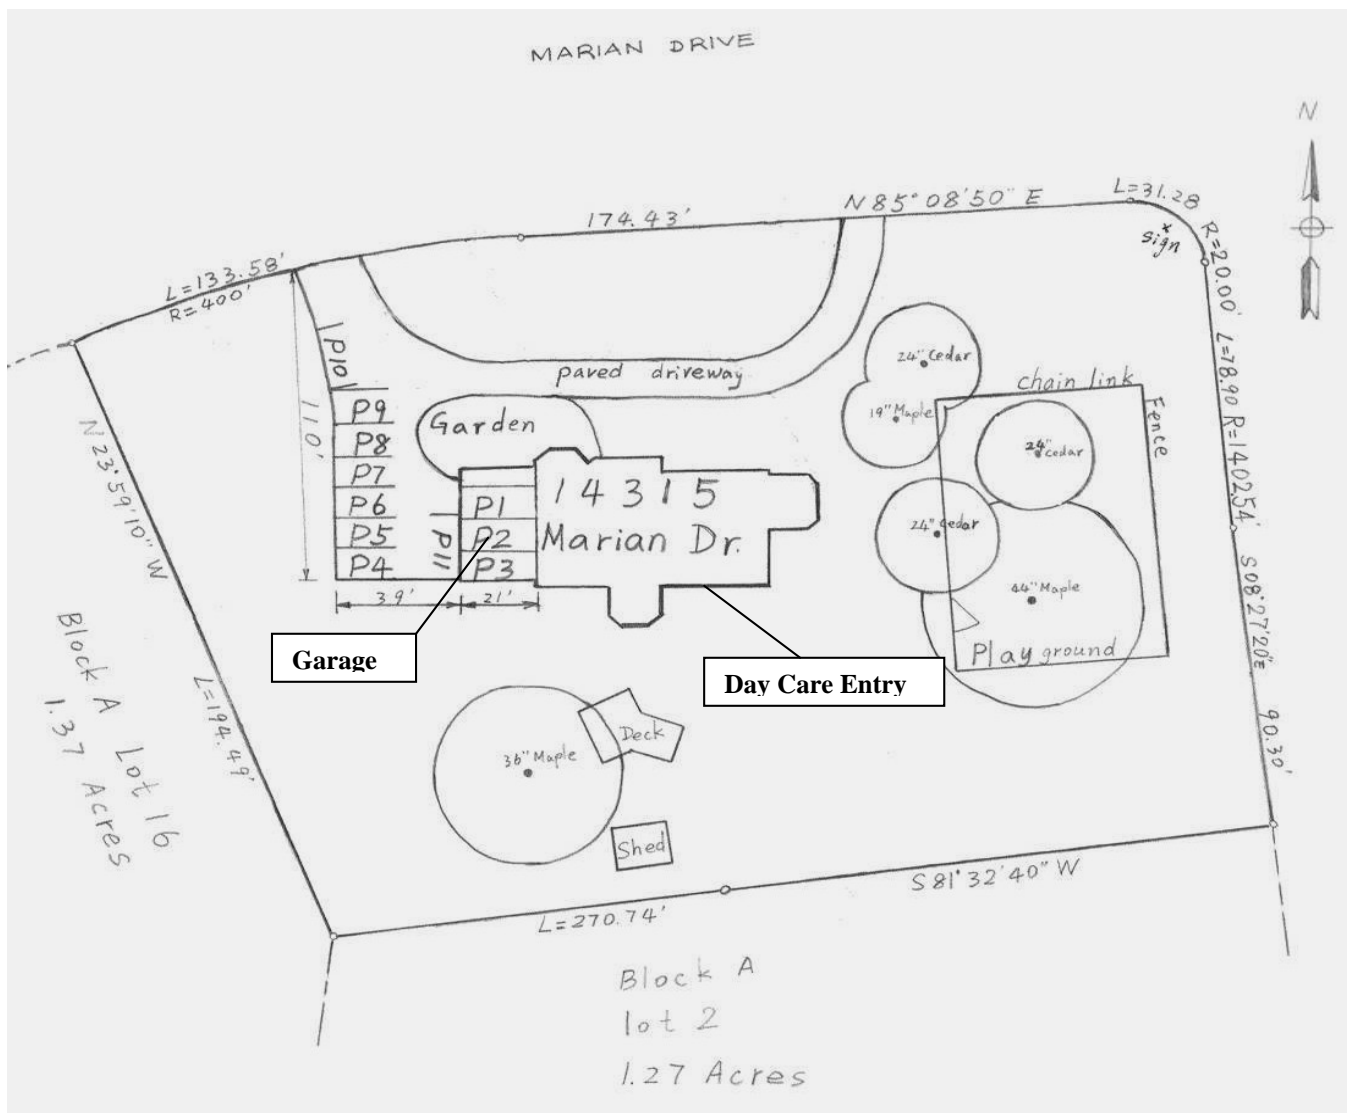 MARIAN DRIVE
N
N 85° 08' 50" E
L=31.28
R=20.00'
174.43'
sign
L=133.58'
R=400'
L=78.90 R=1402.54'
P10
110'
paved driveway
24" Cedar
19" Maple
chain link
Fence
P9
P8
P7
P6
P5
P4
Garden
P1
P2
P3
P11
14315
Marian Dr.
24" Cedar
24" Cedar
44" Maple
Playground
39'
21'
Garage
Day Care Entry
N 23° 59' 10" W
L=194.49'
S 08° 27' 20" E
90.30'
Block A Lot 16
1.37 Acres
36" Maple
Deck
Shed
L=270.74'
S 81° 32' 40" W
Block A
lot 2
1.27 Acres